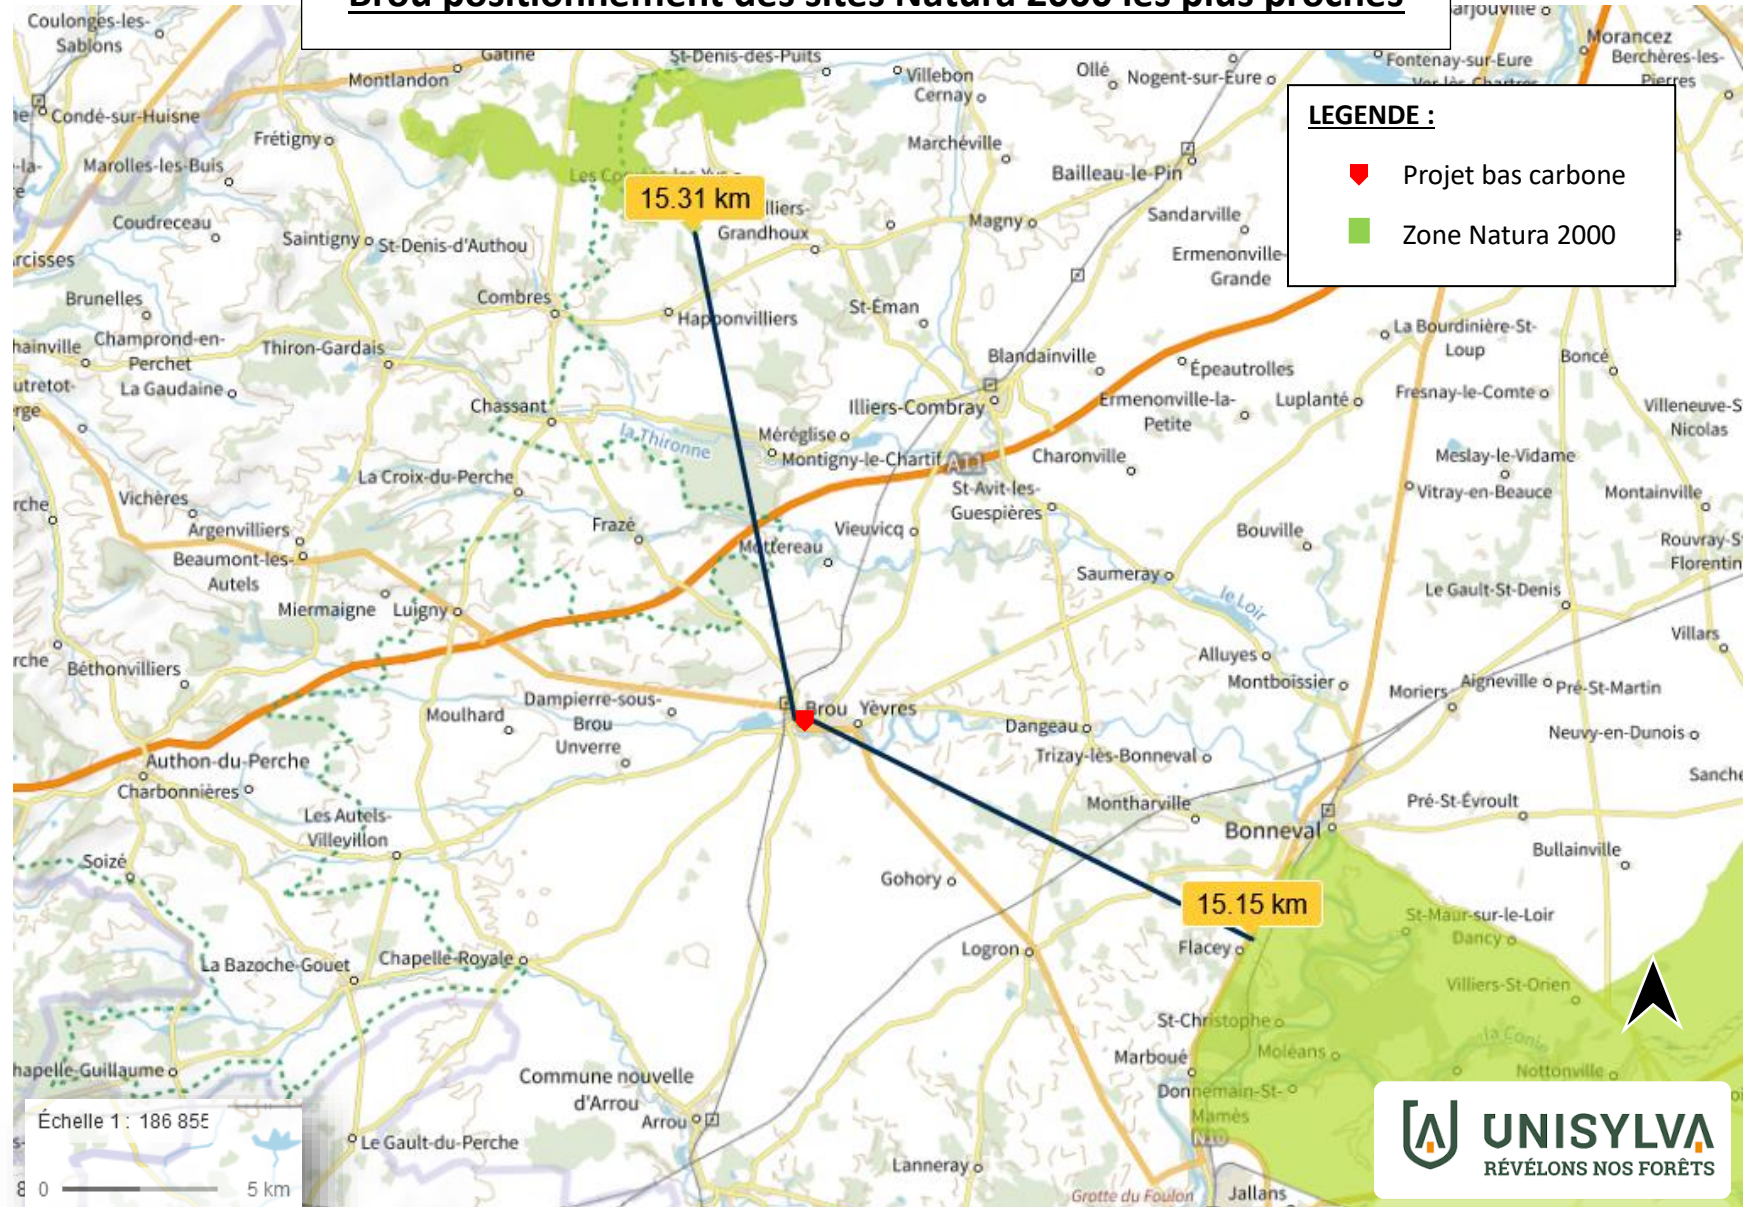 Brou positionnement des sites Natura 2000 les plus proches
Coulonges-les-
Sablons
Gatine
St-Denis-des-Puits
Morancez
Montlandon
Villebon
Cernay
Ollé
Nogent-sur-Eure
Fontenay-sur-Eure
Berchères-les-
Pierres
Condé-sur-Huisne
Frétigny
Marchéville
Marolles-les-Buis
Bailleau-le-Pin
LEGENDE :
Projet bas carbone
Zone Natura 2000
15.31 km
Coudreceau
Saintigny
St-Denis-d'Authou
Grandhoux
Magny
Sandarville
Ermenonville-
Grande
Brunelles
Combres
Happonvilliers
St-Éman
La Bourdinière-St-
Loup
Champrond-en-
Perchet
Thiron-Gardais
Blandainville
Épeautrolles
Boncé
La Gaudaine
Chassant
Illiers-Combray
Ermenonville-la-
Petite
Luplanté
Fresnay-le-Comte
Villeneuve-S
Nicolas
la Thironne
Méréglise
Montigny-le-Chartif
A11
Charonville
Meslay-le-Vidame
La Croix-du-Perche
St-Avit-les-
Guespières
Vitray-en-Beauce
Montainville
Vichères
Argenvilliers
Frazé
Vieuvicq
Bouville
Rouvray-S
Florentin
Beaumont-les-
Autels
Mottereau
Saumeray
le Loir
Le Gault-St-Denis
Miermaigne
Luigny
Villars
Béthonvilliers
Alluyes
Montboissier
Moriers
Aigneville
Pré-St-Martin
Dampierre-sous-
Brou
Moulhard
Brou
Yèvres
Dangeau
Neuvy-en-Dunois
Unverre
Trizay-lès-Bonneval
Authon-du-Perche
Charbonnières
Sanche
Les Autels-
Villevillon
Montharville
Bonneval
Pré-St-Évroult
Soizé
Bullainville
Gohory
15.15 km
St-Maur-sur-le-Loir
Dancy
Flacey
Logron
La Bazoche-Gouet
Chapelle-Royale
Villiers-St-Orien
St-Christophe
la Conie
Marboué
Moléans
Nottonville
hapelle-Guillaume
Commune nouvelle
d'Arrou
Donnemain-St-
Mamès
Arrou
N10
Le Gault-du-Perche
Lanneray
Grotte du Foulon
Jallans
Échelle 1 : 186 855
0
5 km
UNISYLVA
RÉVÉLONS NOS FORÊTS